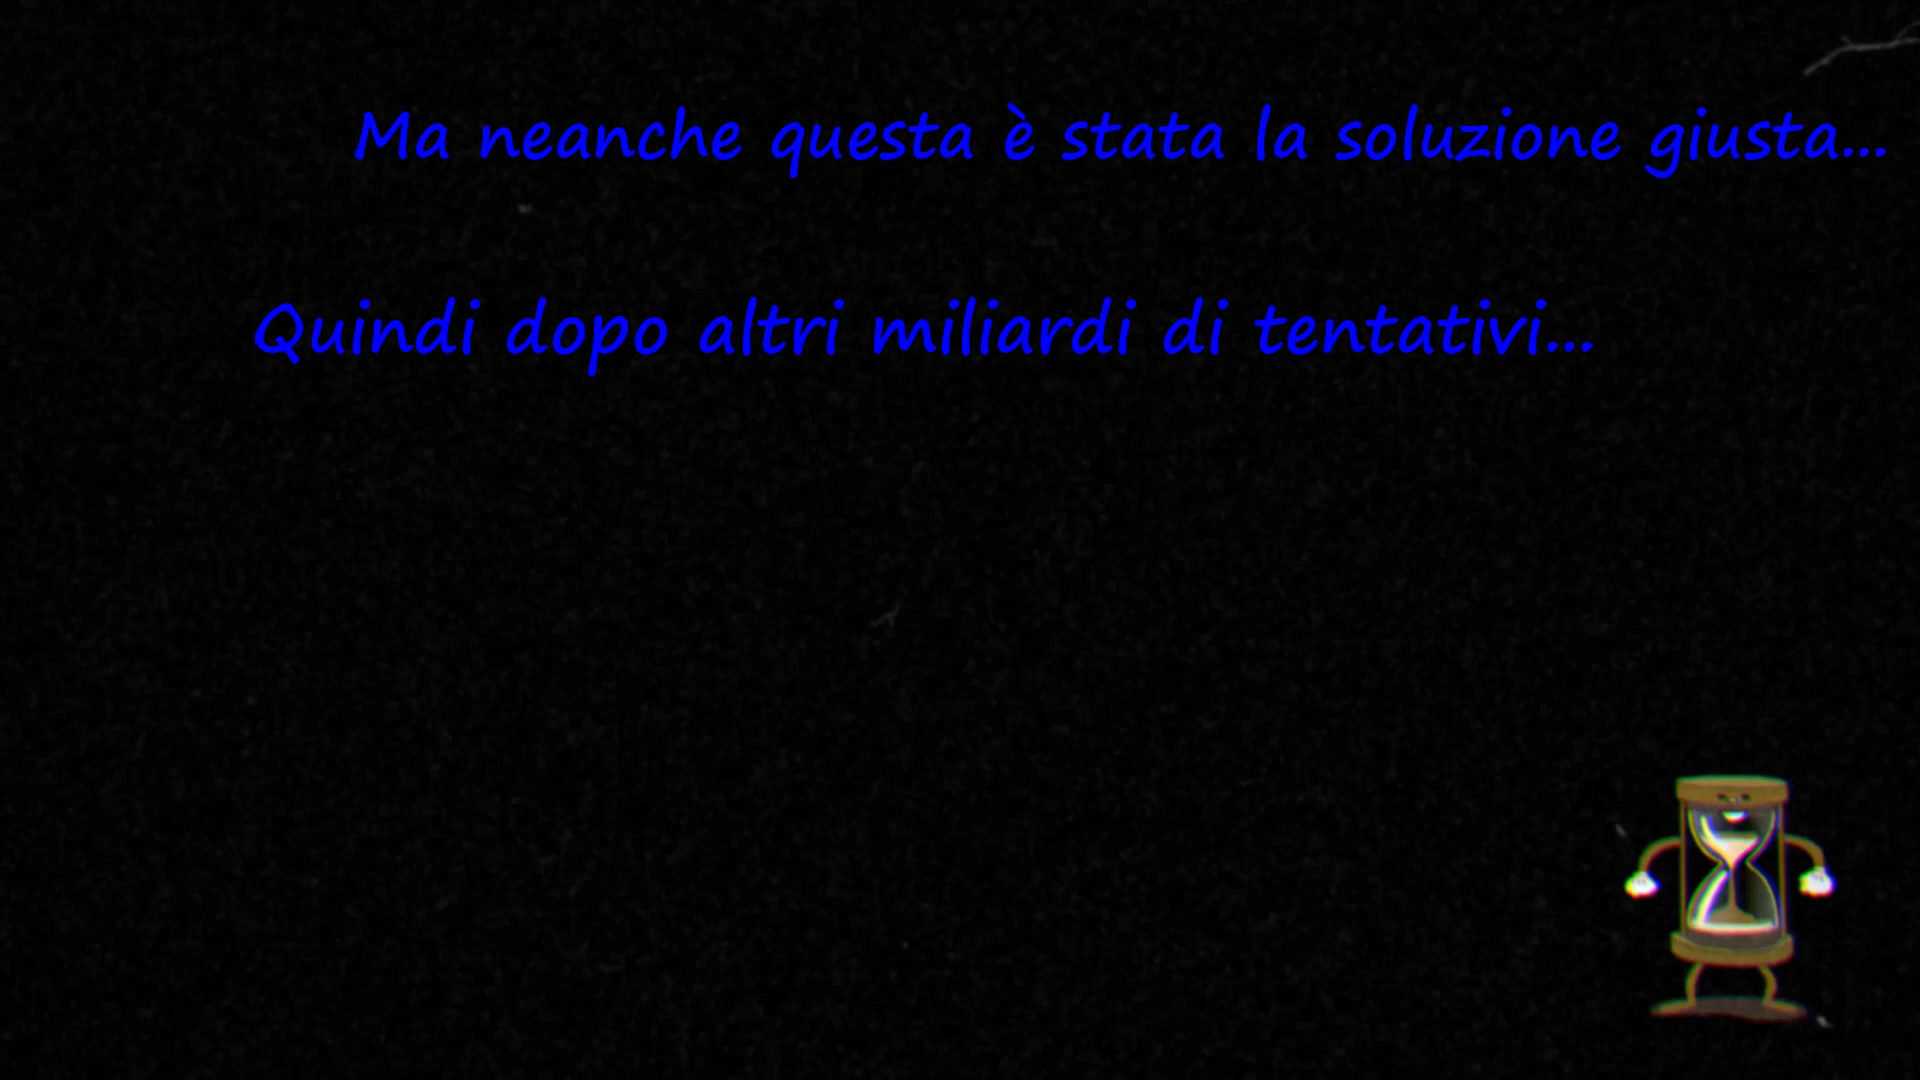 Ma neanche questa è stata la soluzione giusta...
Quindi dopo altri miliardi di tentativi...